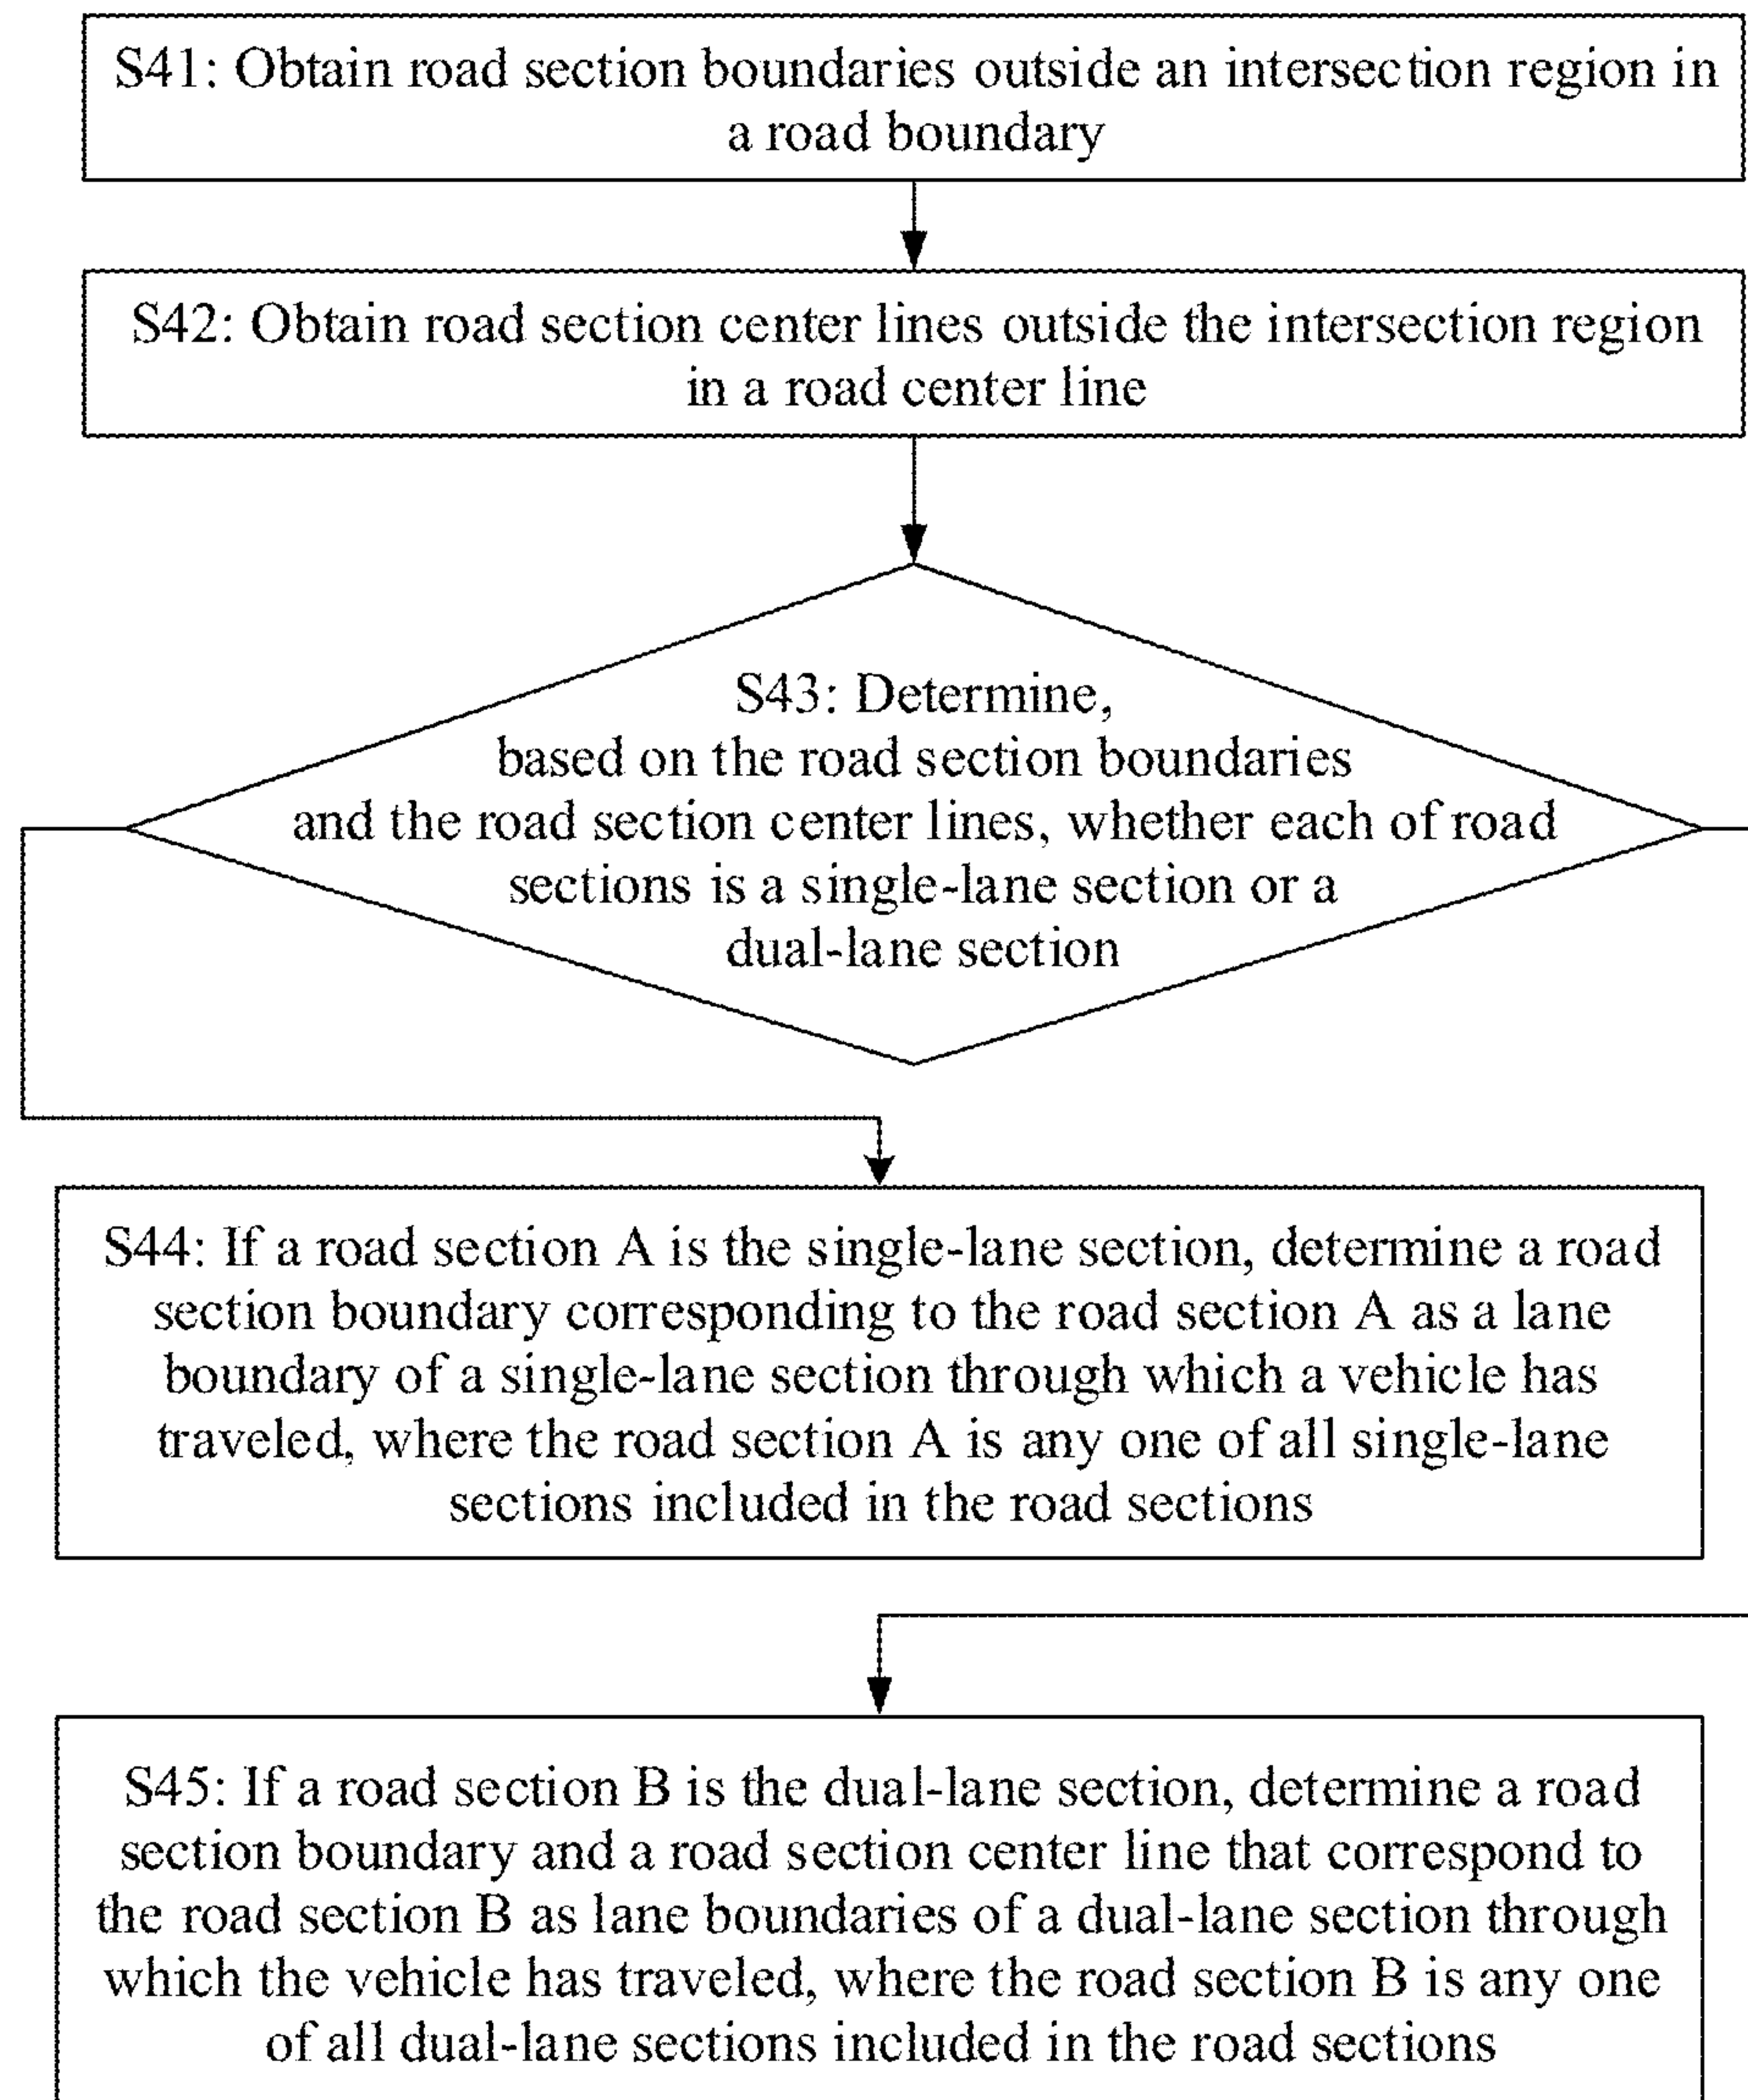 S41: Obtain road section boundaries outside an intersection region in
a road boundary
S42: Obtain road section center lines outside the intersection region
in a road center line
S43: Determine,
based on the road section boundaries
and the road section center lines, whether each of road
sections is a single-lane section or a
dual-lane section
S44: If a road section A is the single-lane section, determine a road
section boundary corresponding to the road section A as a lane
boundary of a single-lane section through which a vehicle has
traveled, where the road section A is any one of all single-lane
sections included in the road sections
S45: If a road section B is the dual-lane section, determine a road
section boundary and a road section center line that correspond to
the road section B as lane boundaries of a dual-lane section through
which the vehicle has traveled, where the road section B is any one
of all dual-lane sections included in the road sections